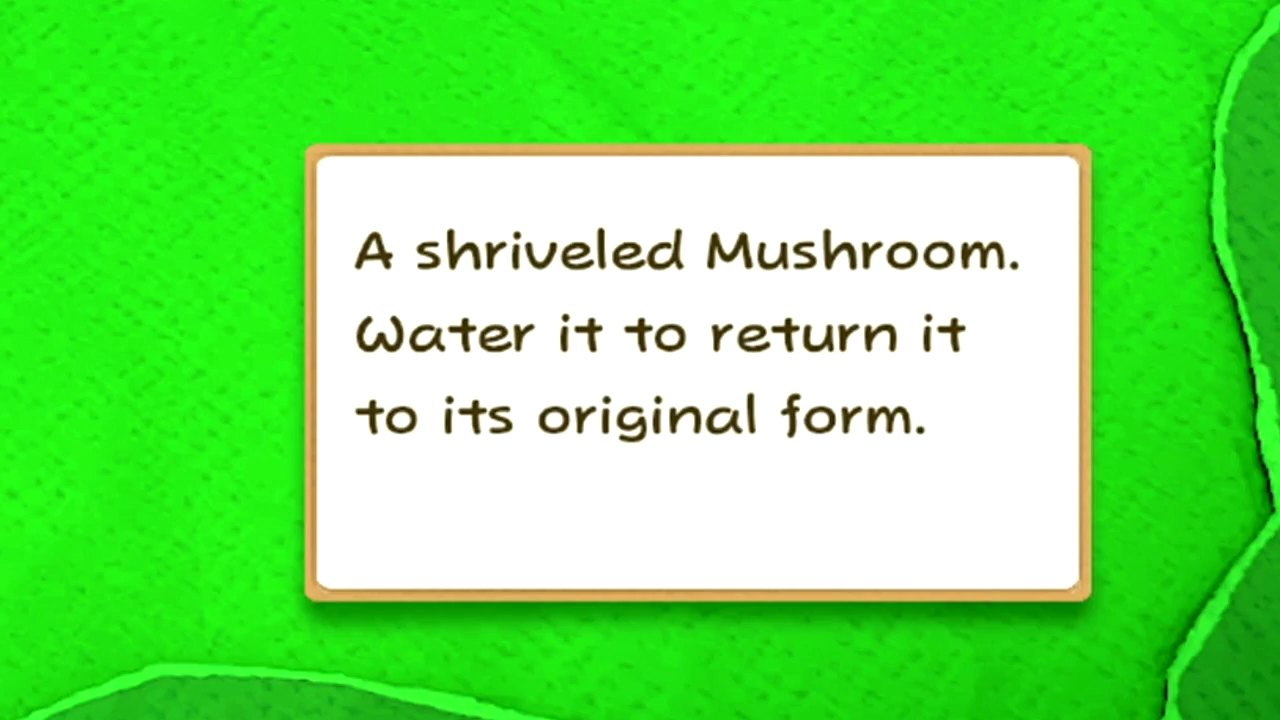 A shriveled Mushroom.
Water it to return it
to its original form.